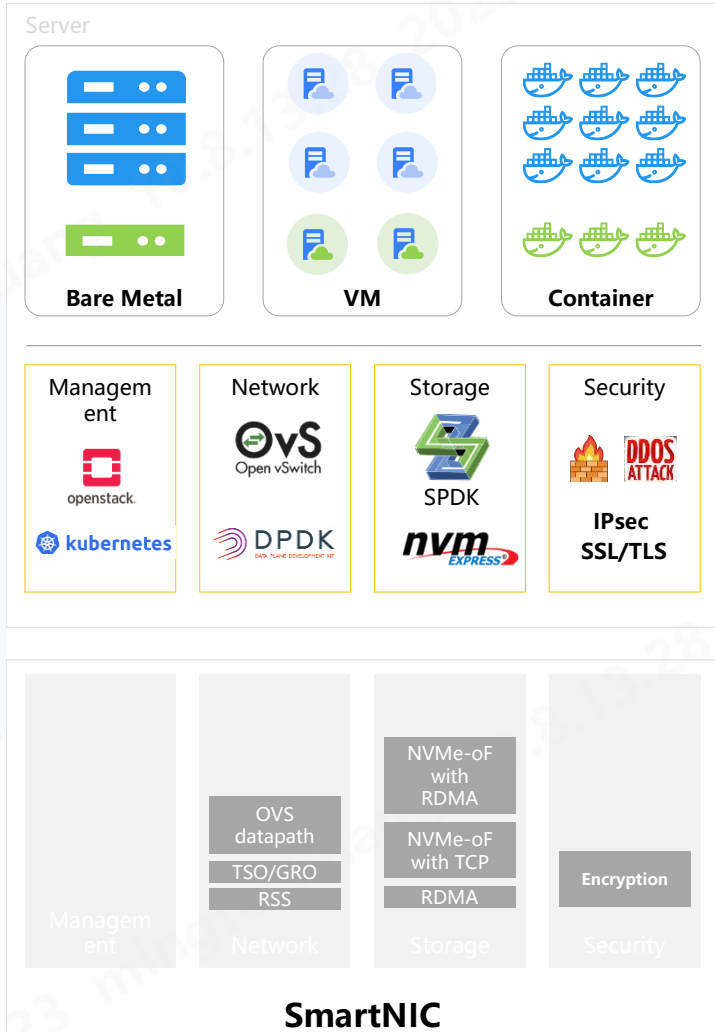 Server
Bare Metal
VM
Container
Managem
ent
openstack.
kubernetes
Network
OvS
Open vSwitch
DPDK
DATA PLANE DEVELOPMENT KIT
Storage
SPDK
nvm
EXPRESS®
Security
DDOS
ATTACK
IPsec
SSL/TLS
Managem
ent
OVS
datapath
TSO/GRO
RSS
Network
NVMe-oF
with
RDMA
NVMe-oF
with TCP
RDMA
Storage
Encryption
Security
SmartNIC